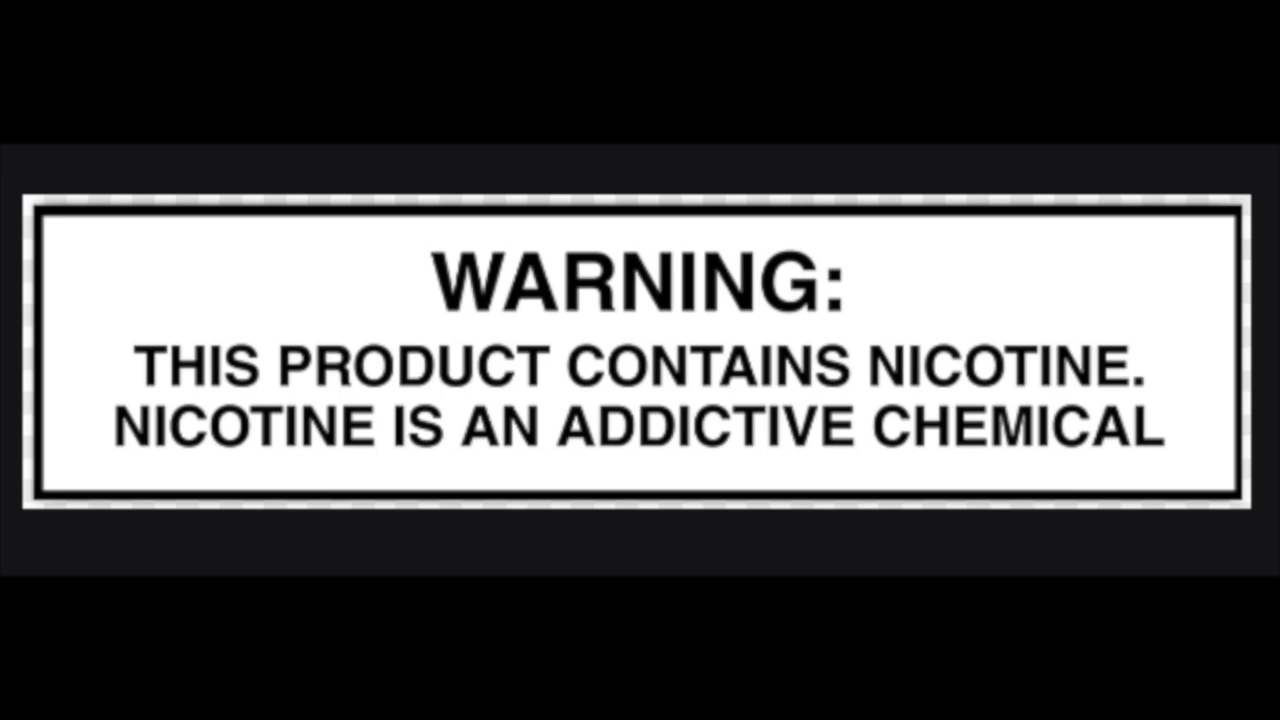 WARNING:
THIS PRODUCT CONTAINS NICOTINE.
NICOTINE IS AN ADDICTIVE CHEMICAL